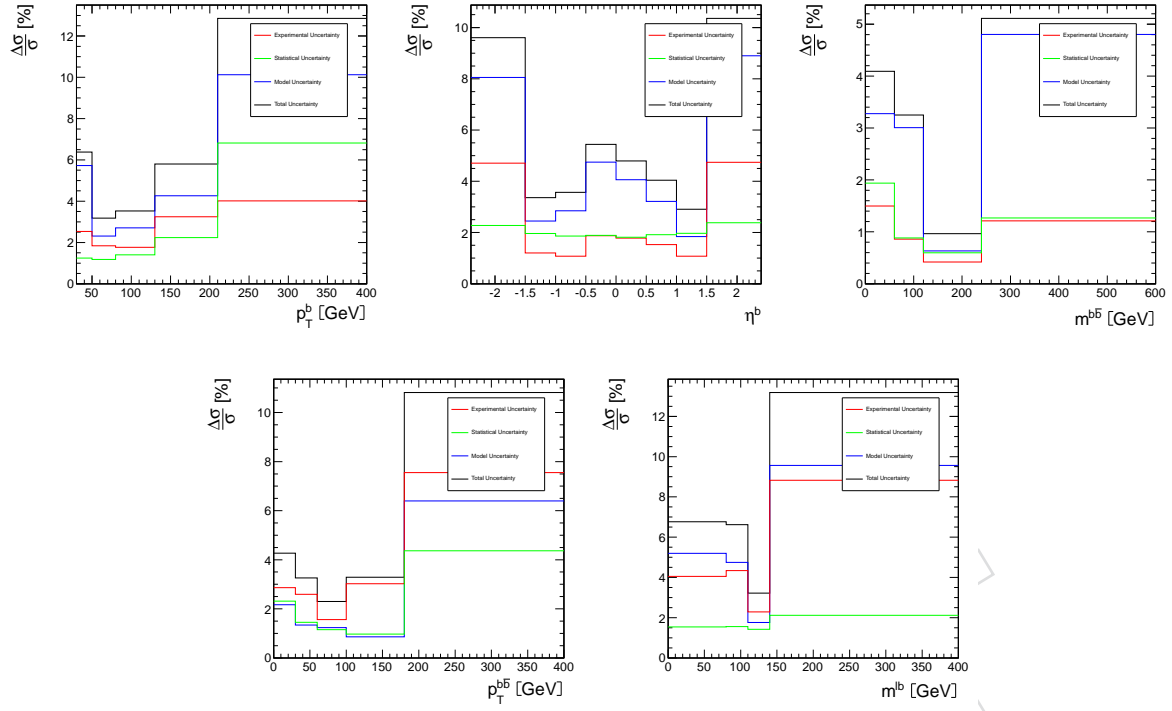 Δσ/σ [%]
12
10
8
6
4
2
0
Experimental Uncertainty
Statistical Uncertainty
Model Uncertainty
Total Uncertainty
50 100 150 200 250 300 350 400
p_T^b [GeV]
Δσ/σ [%]
10
8
6
4
2
0
Experimental Uncertainty
Statistical Uncertainty
Model Uncertainty
Total Uncertainty
-2 -1.5 -1 -0.5 0 0.5 1 1.5 2
η^b
Δσ/σ [%]
5
4
3
2
1
0
Experimental Uncertainty
Statistical Uncertainty
Model Uncertainty
Total Uncertainty
0 100 200 300 400 500 600
m^{bb̄} [GeV]
Δσ/σ [%]
10
8
6
4
2
0
Experimental Uncertainty
Statistical Uncertainty
Model Uncertainty
Total Uncertainty
0 50 100 150 200 250 300 350 400
p_T^{bb̄} [GeV]
Δσ/σ [%]
12
10
8
6
4
2
0
Experimental Uncertainty
Statistical Uncertainty
Model Uncertainty
Total Uncertainty
0 50 100 150 200 250 300 350 400
m^{lb} [GeV]